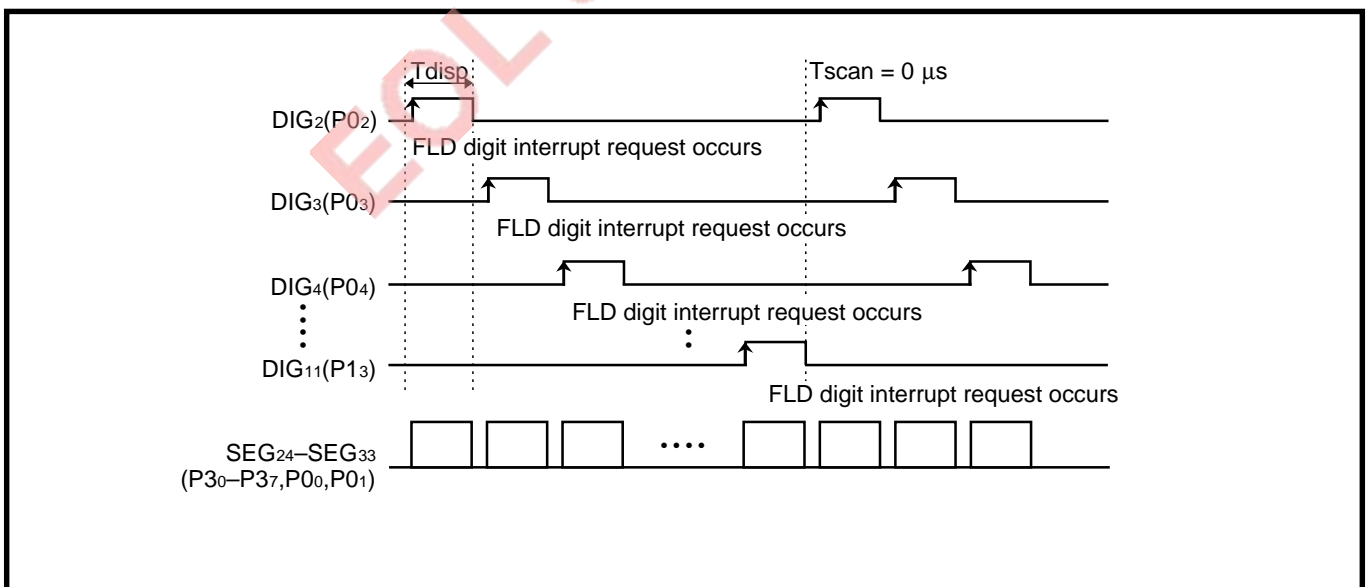 EOL
Tdisp
Tscan = 0 μs
DIG2(P02)
FLD digit interrupt request occurs
DIG3(P03)
FLD digit interrupt request occurs
DIG4(P04)
FLD digit interrupt request occurs
DIG11(P13)
FLD digit interrupt request occurs
SEG24–SEG33
(P30–P37,P00,P01)